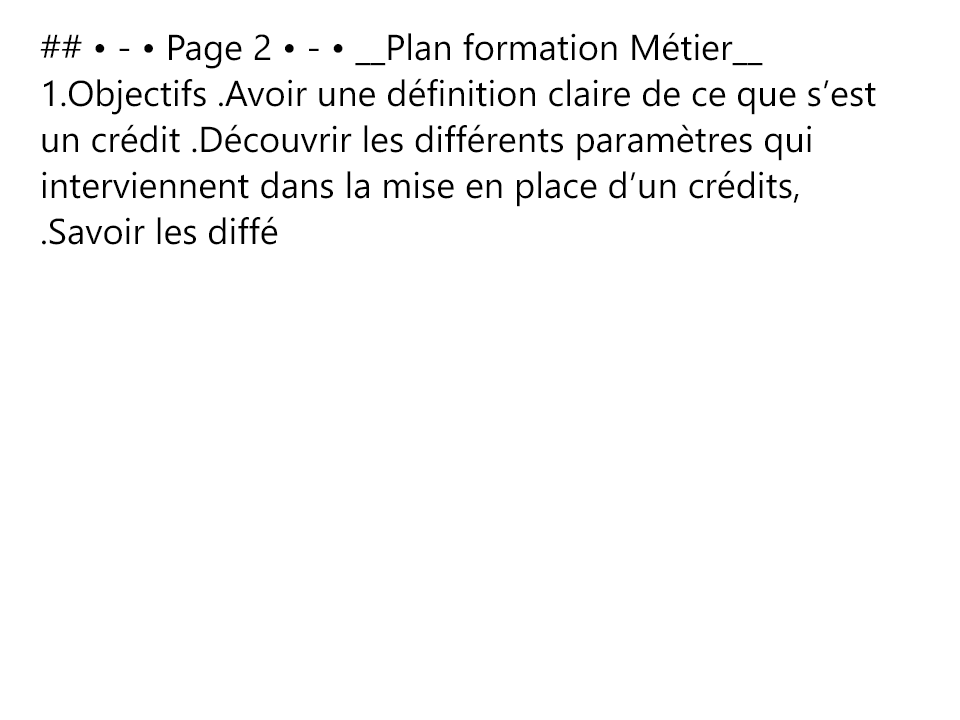 ## • - • Page 2 • - • __Plan formation Métier__
1.Objectifs .Avoir une définition claire de ce que s’est
un crédit .Découvrir les différents paramètres qui
interviennent dans la mise en place d’un crédits,
.Savoir les diffé